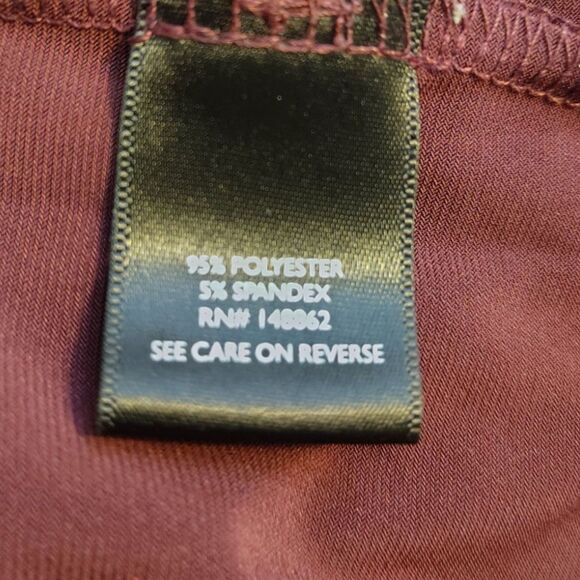 95% POLYESTER
5% SPANDEX
RN# 148862
SEE CARE ON REVERSE